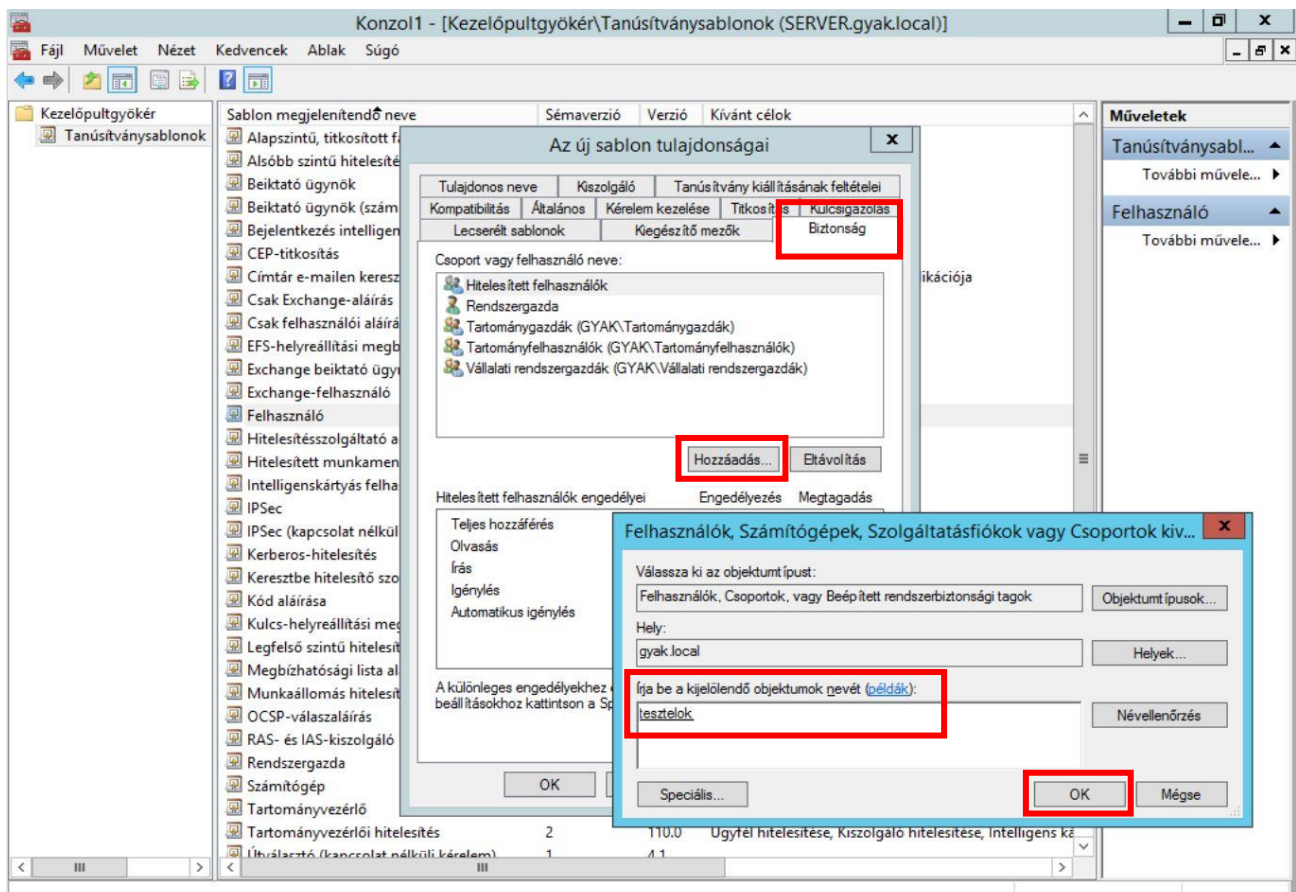 Konzol1 - [Kezelőpultgyökér\Tanúsítványsablonok (SERVER.gyak.local)]
Fájl Művelet Nézet Kedvencek Ablak Súgó
Kezelőpultgyökér
Tanúsítványsablonok
Sablon megjelenítendő neve Sémaverzió Verzió Kívánt célok
Alapszintű, titkosított fá
Alsóbb szintű hitelesíté
Beiktató ügynök
Beiktató ügynök (szám
Bejelentkezés intelligen
CEP-titkosítás
Címtár e-mailen keresz
ikációja
Csak Exchange-aláírás
Csak felhasználói aláírá
EFS-helyreállítási megb
Exchange beiktató ügyn
Exchange-felhasználó
Felhasználó
Hitelesítésszolgáltató a
Hitelesített munkamen
Intelligenskártyás felha
IPSec
IPSec (kapcsolat nélkül
Kerberos-hitelesítés
Keresztbe hitelesítő szo
Kód aláírása
Kulcs-helyreállítási meg
Legfelső szintű hitelesít
Megbízhatósági lista al
Munkaállomás hitelesít
OCSP-válaszaláírás
RAS- és IAS-kiszolgáló
Rendszergazda
Számítógép
Tartományvezérlő
Tartományvezérlői hitelesítés 2 110.0 Ügyfél hitelesítése, Kiszolgáló hitelesítése, Intelligens ká
Útválasztó (kapcsolat nélküli kérelem) 1 4.1
Az új sablon tulajdonságai
Tulajdonos neve Kiszolgáló Tanúsítvány kiállításának feltételei
Kompatibilitás Általános Kérelem kezelése Titkosítás Kulcsigazolás
Lecserélt sablonok Kiegészítő mezők Biztonság
Csoport vagy felhasználó neve:
Hitelesített felhasználók
Rendszergazda
Tartománygazdák (GYAK\Tartománygazdák)
Tartományfelhasználók (GYAK\Tartományfelhasználók)
Vállalati rendszergazdák (GYAK\Vállalati rendszergazdák)
Hozzáadás... Eltávolítás
Hitelesített felhasználók engedélyei Engedélyezés Megtagadás
Teljes hozzáférés
Olvasás
Írás
Igénylés
Automatikus igénylés
A különleges engedélyekhez
beállításokhoz kattintson a Sp
OK
Felhasználók, Számítógépek, Szolgáltatásfiókok vagy Csoportok kiv...
Válassza ki az objektumtípust:
Felhasználók, Csoportok, vagy Beépített rendszerbiztonsági tagok Objektumtípusok...
Hely:
gyak.local Helyek...
Írja be a kijelölendő objektumok nevét (példák):
tesztelok Névellenőrzés
Speciális... OK Mégse
Műveletek
Tanúsítványsabl...
További művele...
Felhasználó
További művele...